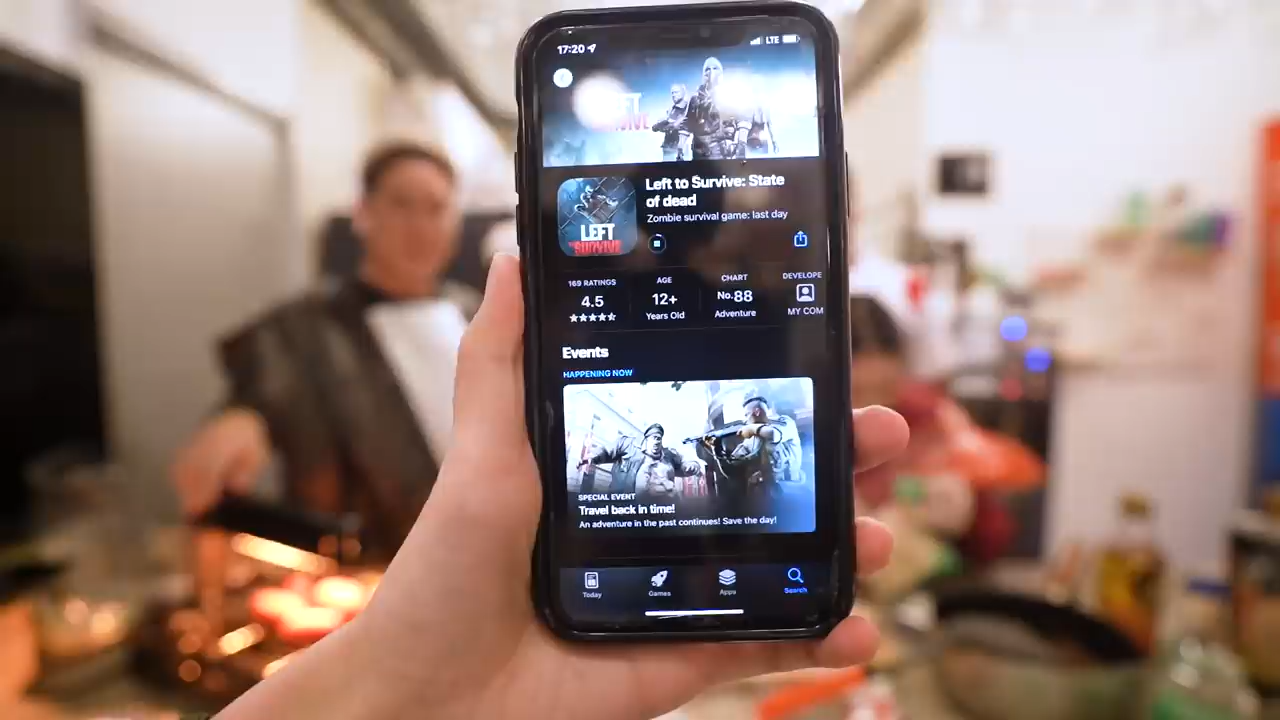 17:20
LTE
Left to Survive: State
of dead
Zombie survival game: last day
LEFT
SURVIVE
169 RATINGS
4.5
AGE
12+
Years Old
CHART
No.88
Adventure
DEVELOPE
MY COM
Events
HAPPENING NOW
SPECIAL EVENT
Travel back in time!
An adventure in the past continues! Save the day!
Today
Games
Apps
Search